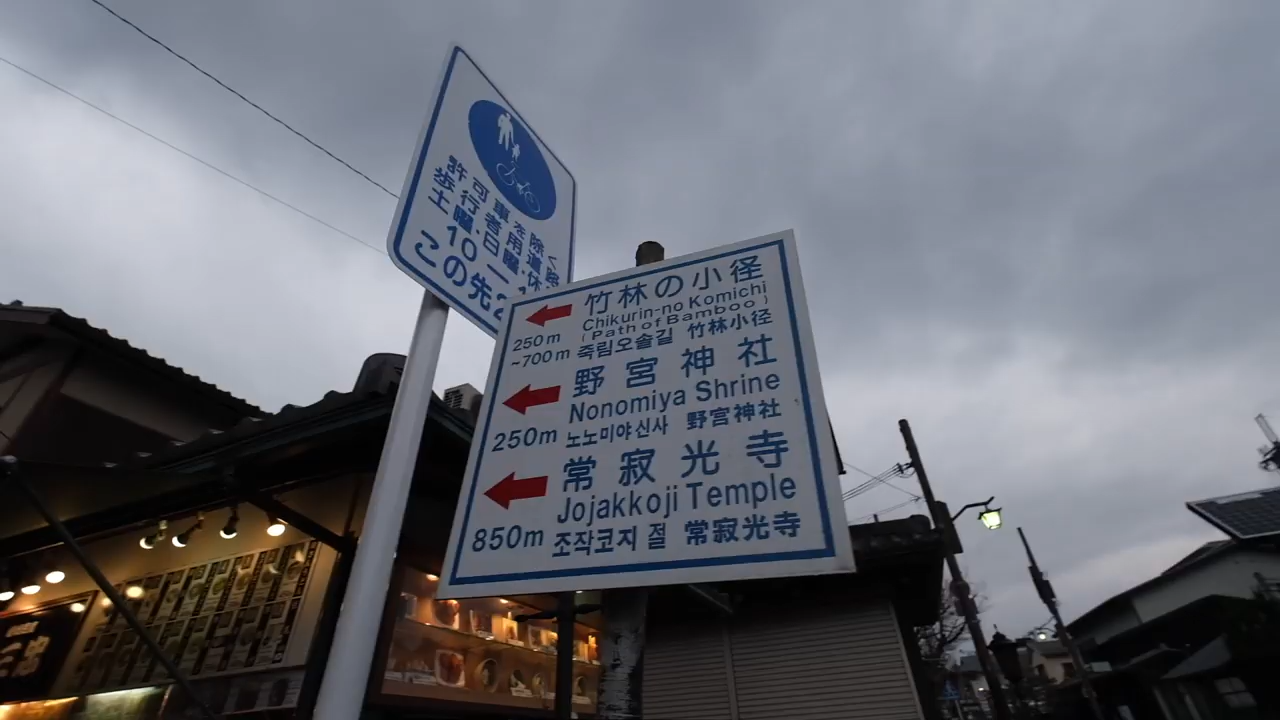 許可車を除く
歩行者用道路
土曜・日曜・休
10－
この先2
竹林の小径
Chikurin-no Komichi
(Path of Bamboo)
250m
~700m 죽림오솔길 竹林小径
野宮神社
Nonomiya Shrine
250m 노노미야신사 野宮神社
常寂光寺
Jojakkoji Temple
850m 조작코지 절 常寂光寺